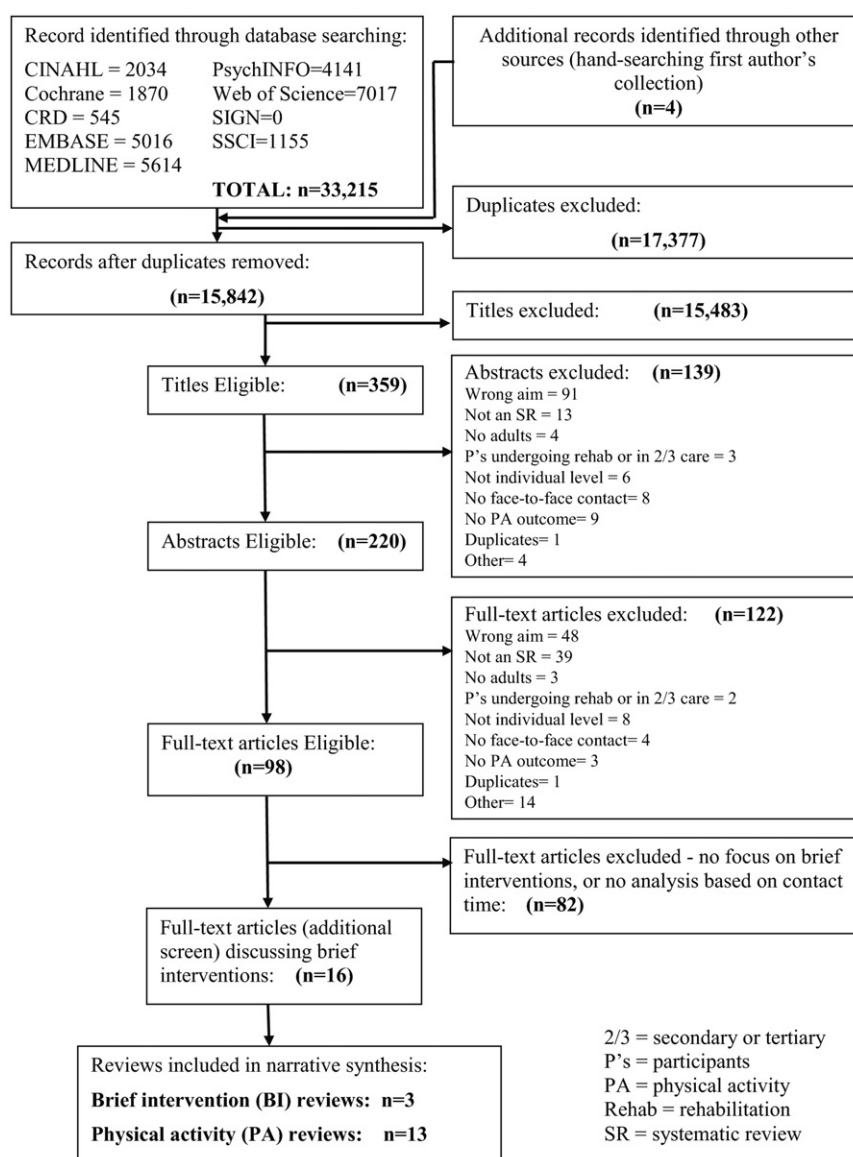 Record identified through database searching:
CINAHL = 2034 PsychINFO=4141
Cochrane = 1870 Web of Science=7017
CRD = 545 SIGN=0
EMBASE = 5016 SSCI=1155
MEDLINE = 5614
TOTAL: n=33,215
Additional records identified through other
sources (hand-searching first author's
collection)
(n=4)
Duplicates excluded:
(n=17,377)
Records after duplicates removed:
(n=15,842)
Titles excluded: (n=15,483)
Titles Eligible: (n=359)
Abstracts excluded: (n=139)
Wrong aim = 91
Not an SR = 13
No adults = 4
P's undergoing rehab or in 2/3 care = 3
Not individual level = 6
No face-to-face contact= 8
No PA outcome= 9
Duplicates= 1
Other= 4
Abstracts Eligible: (n=220)
Full-text articles excluded: (n=122)
Wrong aim = 48
Not an SR = 39
No adults = 3
P's undergoing rehab or in 2/3 care = 2
Not individual level = 8
No face-to-face contact= 4
No PA outcome= 3
Duplicates= 1
Other= 14
Full-text articles Eligible:
(n=98)
Full-text articles excluded - no focus on brief
interventions, or no analysis based on contact
time: (n=82)
Full-text articles (additional
screen) discussing brief
interventions: (n=16)
Reviews included in narrative synthesis:
Brief intervention (BI) reviews: n=3
Physical activity (PA) reviews: n=13
2/3 = secondary or tertiary
P's = participants
PA = physical activity
Rehab = rehabilitation
SR = systematic review